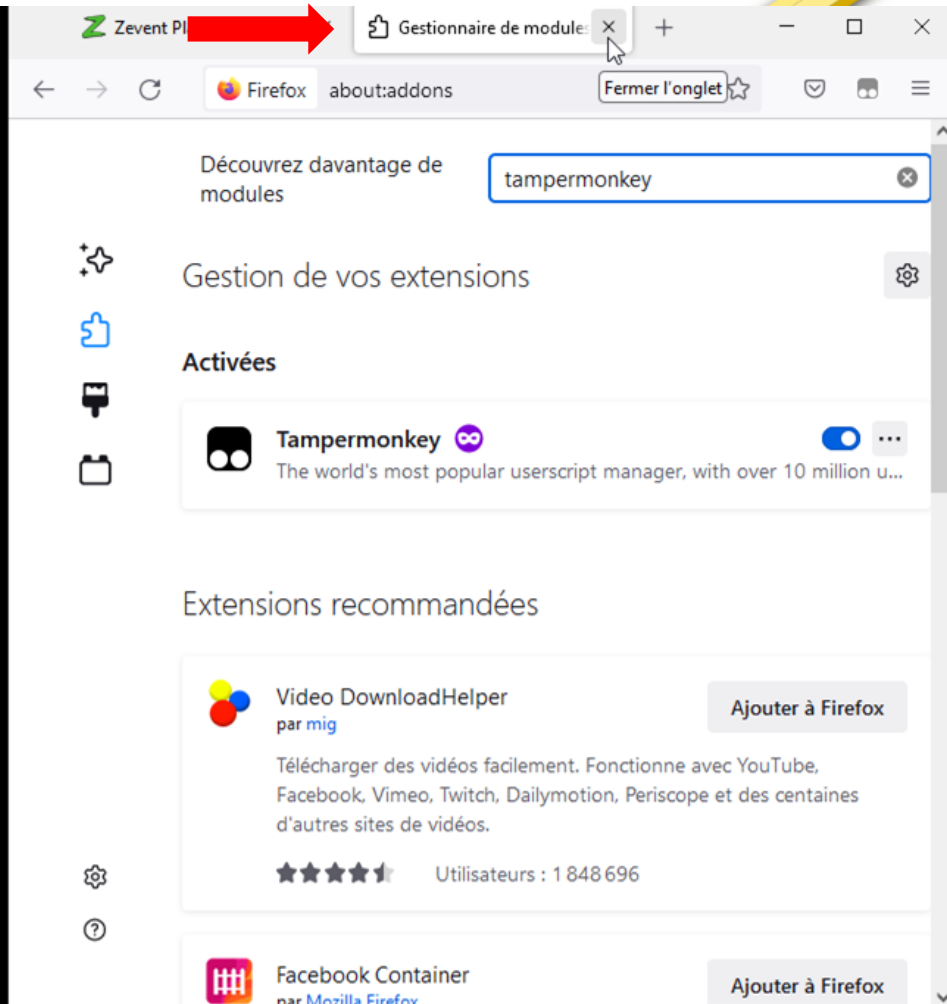 Zevent Pl
Gestionnaire de modules
Firefox about:addons
Fermer l'onglet
Découvrez davantage de
modules
tampermonkey
Gestion de vos extensions
Activées
Tampermonkey
The world's most popular userscript manager, with over 10 million u...
Extensions recommandées
Video DownloadHelper
par mig
Ajouter à Firefox
Télécharger des vidéos facilement. Fonctionne avec YouTube,
Facebook, Vimeo, Twitch, Dailymotion, Periscope et des centaines
d'autres sites de vidéos.
Utilisateurs : 1 848 696
Facebook Container
par Mozilla Firefox
Ajouter à Firefox